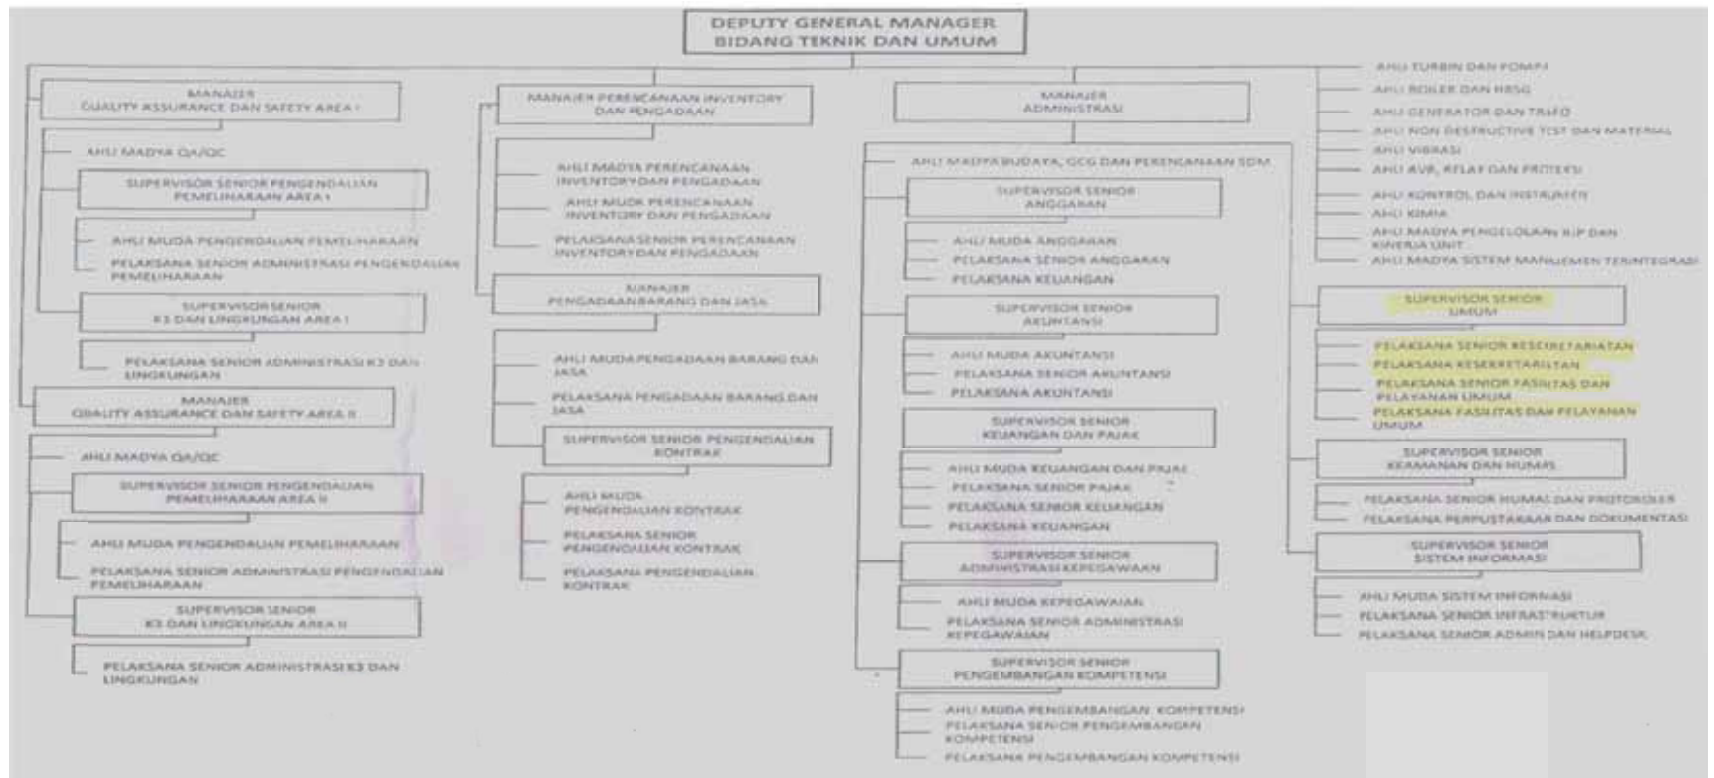 DEPUTY GENERAL MANAGER
BIDANG TEKNIK DAN UMUM
MANAJER
QUALITY ASSURANCE DAN SAFETY AREA I
AHLI MADYA QA/QC
SUPERVISOR SENIOR PENGENDALIAN
PEMELIHARAAN AREA I
AHLI MUDA PENGENDALIAN PEMELIHARAAN
PELAKSANA SENIOR ADMINISTRASI PENGENDALIAN
PEMELIHARAAN
SUPERVISOR SENIOR
K3 DAN LINGKUNGAN AREA I
PELAKSANA SENIOR ADMINISTRASI K3 DAN
LINGKUNGAN
MANAJER
QUALITY ASSURANCE DAN SAFETY AREA II
AHLI MADYA QA/QC
SUPERVISOR SENIOR PENGENDALIAN
PEMELIHARAAN AREA II
AHLI MUDA PENGENDALIAN PEMELIHARAAN
PELAKSANA SENIOR ADMINISTRASI PENGENDALIAN
PEMELIHARAAN
SUPERVISOR SENIOR
K3 DAN LINGKUNGAN AREA II
PELAKSANA SENIOR ADMINISTRASI K3 DAN
LINGKUNGAN
MANAJER PERENCANAAN INVENTORY
DAN PENGADAAN
AHLI MADYA PERENCANAAN
INVENTORY DAN PENGADAAN
AHLI MUDA PERENCANAAN
INVENTORY DAN PENGADAAN
PELAKSANA SENIOR PERENCANAAN
INVENTORY DAN PENGADAAN
MANAJER
PENGADAAN BARANG DAN JASA
AHLI MUDA PENGADAAN BARANG DAN
JASA
PELAKSANA PENGADAAN BARANG DAN
JASA
SUPERVISOR SENIOR PENGENDALIAN
KONTRAK
AHLI MUDA
PENGENDALIAN KONTRAK
PELAKSANA SENIOR
PENGENDALIAN KONTRAK
PELAKSANA PENGENDALIAN
KONTRAK
MANAJER
ADMINISTRASI
AHLI MADYA BUDAYA, GCG DAN PERENCANAAN SDM
SUPERVISOR SENIOR
ANGGARAN
AHLI MUDA ANGGARAN
PELAKSANA SENIOR ANGGARAN
PELAKSANA KEUANGAN
SUPERVISOR SENIOR
AKUNTANSI
AHLI MUDA AKUNTANSI
PELAKSANA SENIOR AKUNTANSI
PELAKSANA AKUNTANSI
SUPERVISOR SENIOR
KEUANGAN DAN PAJAK
AHLI MUDA KEUANGAN DAN PAJAK
PELAKSANA SENIOR PAJAK
PELAKSANA SENIOR KEUANGAN
PELAKSANA KEUANGAN
SUPERVISOR SENIOR
ADMINISTRASI KEPEGAWAAN
AHLI MUDA KEPEGAWAIAN
PELAKSANA SENIOR ADMINISTRASI
KEPEGAWAIAN
SUPERVISOR SENIOR
PENGEMBANGAN KOMPETENSI
AHLI MUDA PENGEMBANGAN KOMPETENSI
PELAKSANA SENIOR PENGEMBANGAN
KOMPETENSI
PELAKSANA PENGEMBANGAN KOMPETENSI
AHLI TURBIN DAN POMPA
AHLI BOILER DAN HRSG
AHLI GENERATOR DAN TRAFO
AHLI NON DESTRUCTIVE TEST DAN MATERIAL
AHLI VIBRASI
AHLI AVR, RELAY DAN PROTEKSI
AHLI KONTROL DAN INSTRUMEN
AHLI KIMIA
AHLI MADYA PENGELOLAAN RJP DAN
KINERJA UNIT
AHLI MADYA SISTEM MANAJEMEN TERINTEGRASI
SUPERVISOR SENIOR
UMUM
PELAKSANA SENIOR KESEKRETARIATAN
PELAKSANA KESEKRETARIATAN
PELAKSANA SENIOR FASILITAS DAN
PELAYANAN UMUM
PELAKSANA FASILITAS DAN PELAYANAN
UMUM
SUPERVISOR SENIOR
KEAMANAN DAN HUMAS
PELAKSANA SENIOR HUMAS DAN PROTOKOLER
PELAKSANA PERPUSTAKAAN DAN DOKUMENTASI
SUPERVISOR SENIOR
SISTEM INFORMASI
AHLI MUDA SISTEM INFORMASI
PELAKSANA SENIOR INFRASTRUKTUR
PELAKSANA SENIOR ADMIN DAN HELPDESK